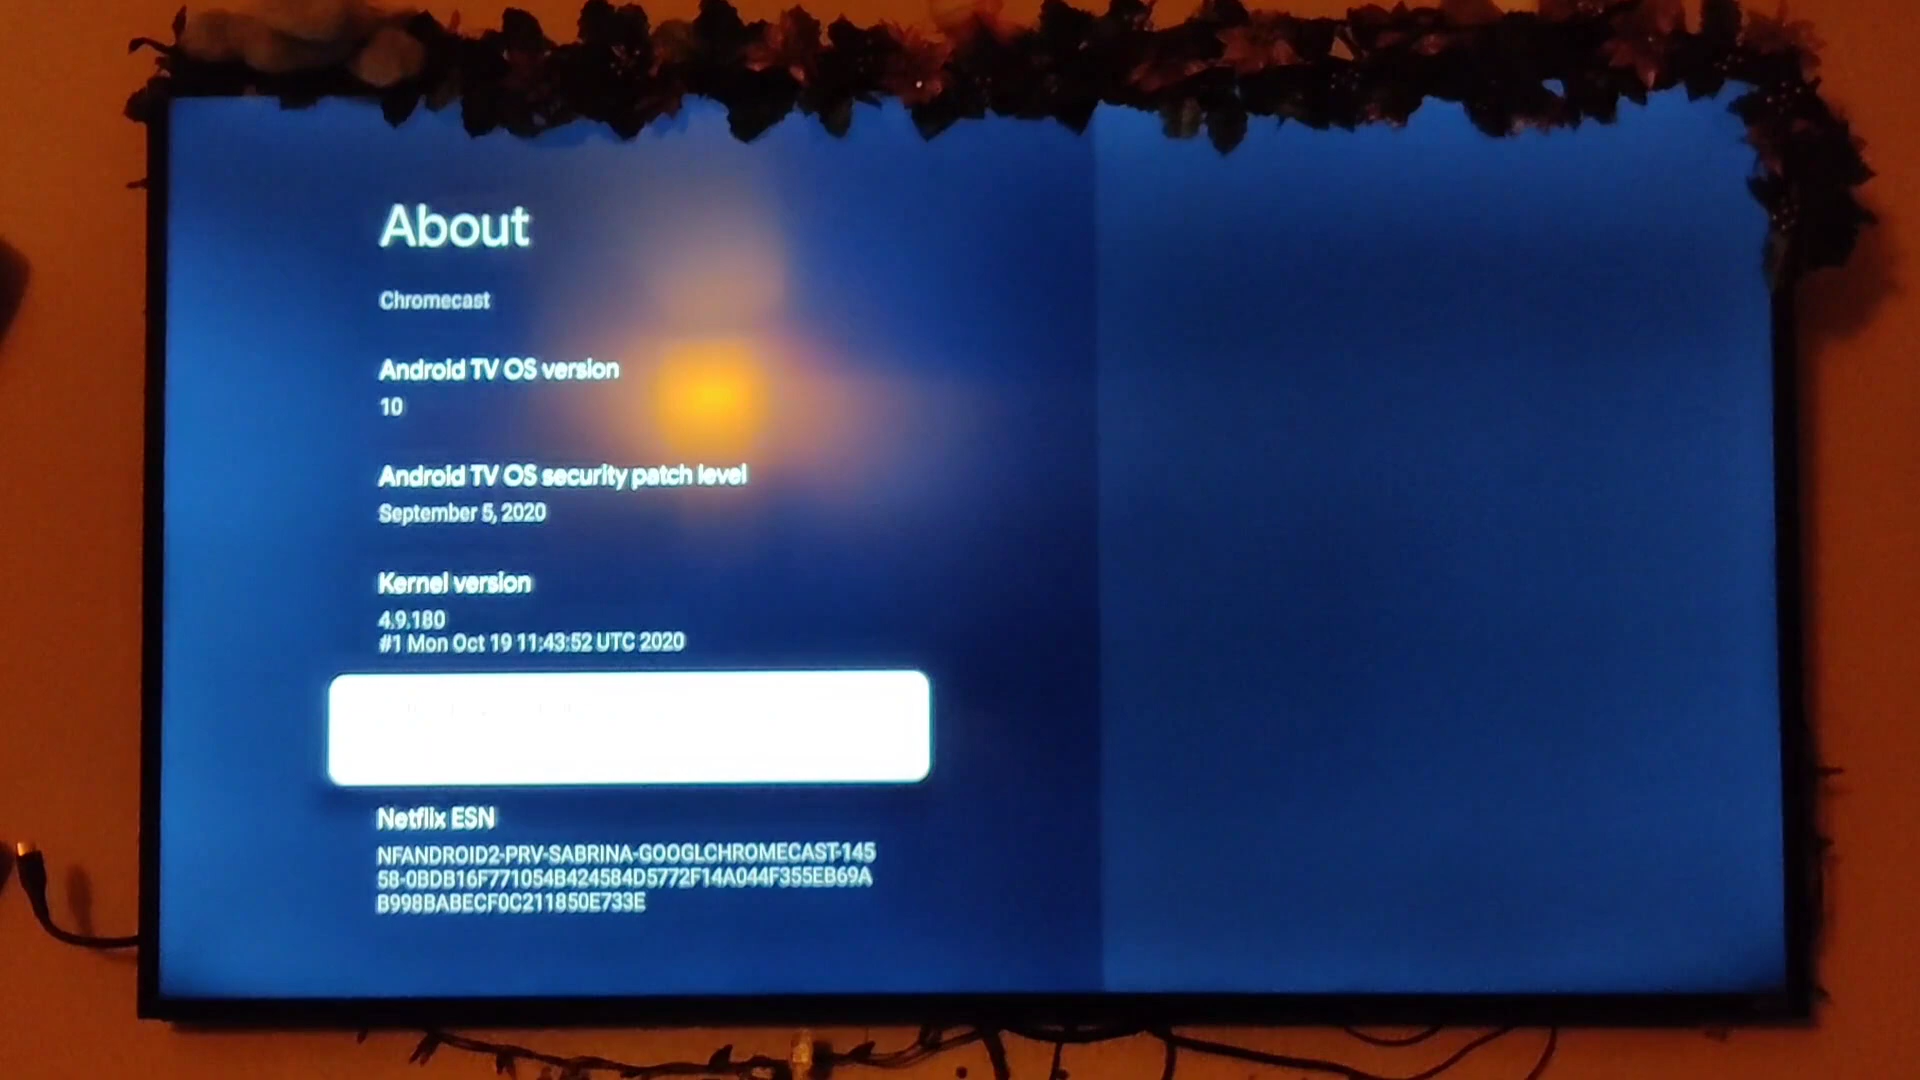 About
Chromecast
Android TV OS version
10
Android TV OS security patch level
September 5, 2020
Kernel version
4.9.180
#1 Mon Oct 19 11:43:52 UTC 2020
Netflix ESN
NFANDROID2-PRV-SABRINA-GOOGLCHROMECAST-145
58-0BDB16F771054B424584D5772F14A044F355EB69A
B998BABECF0C211850E733E